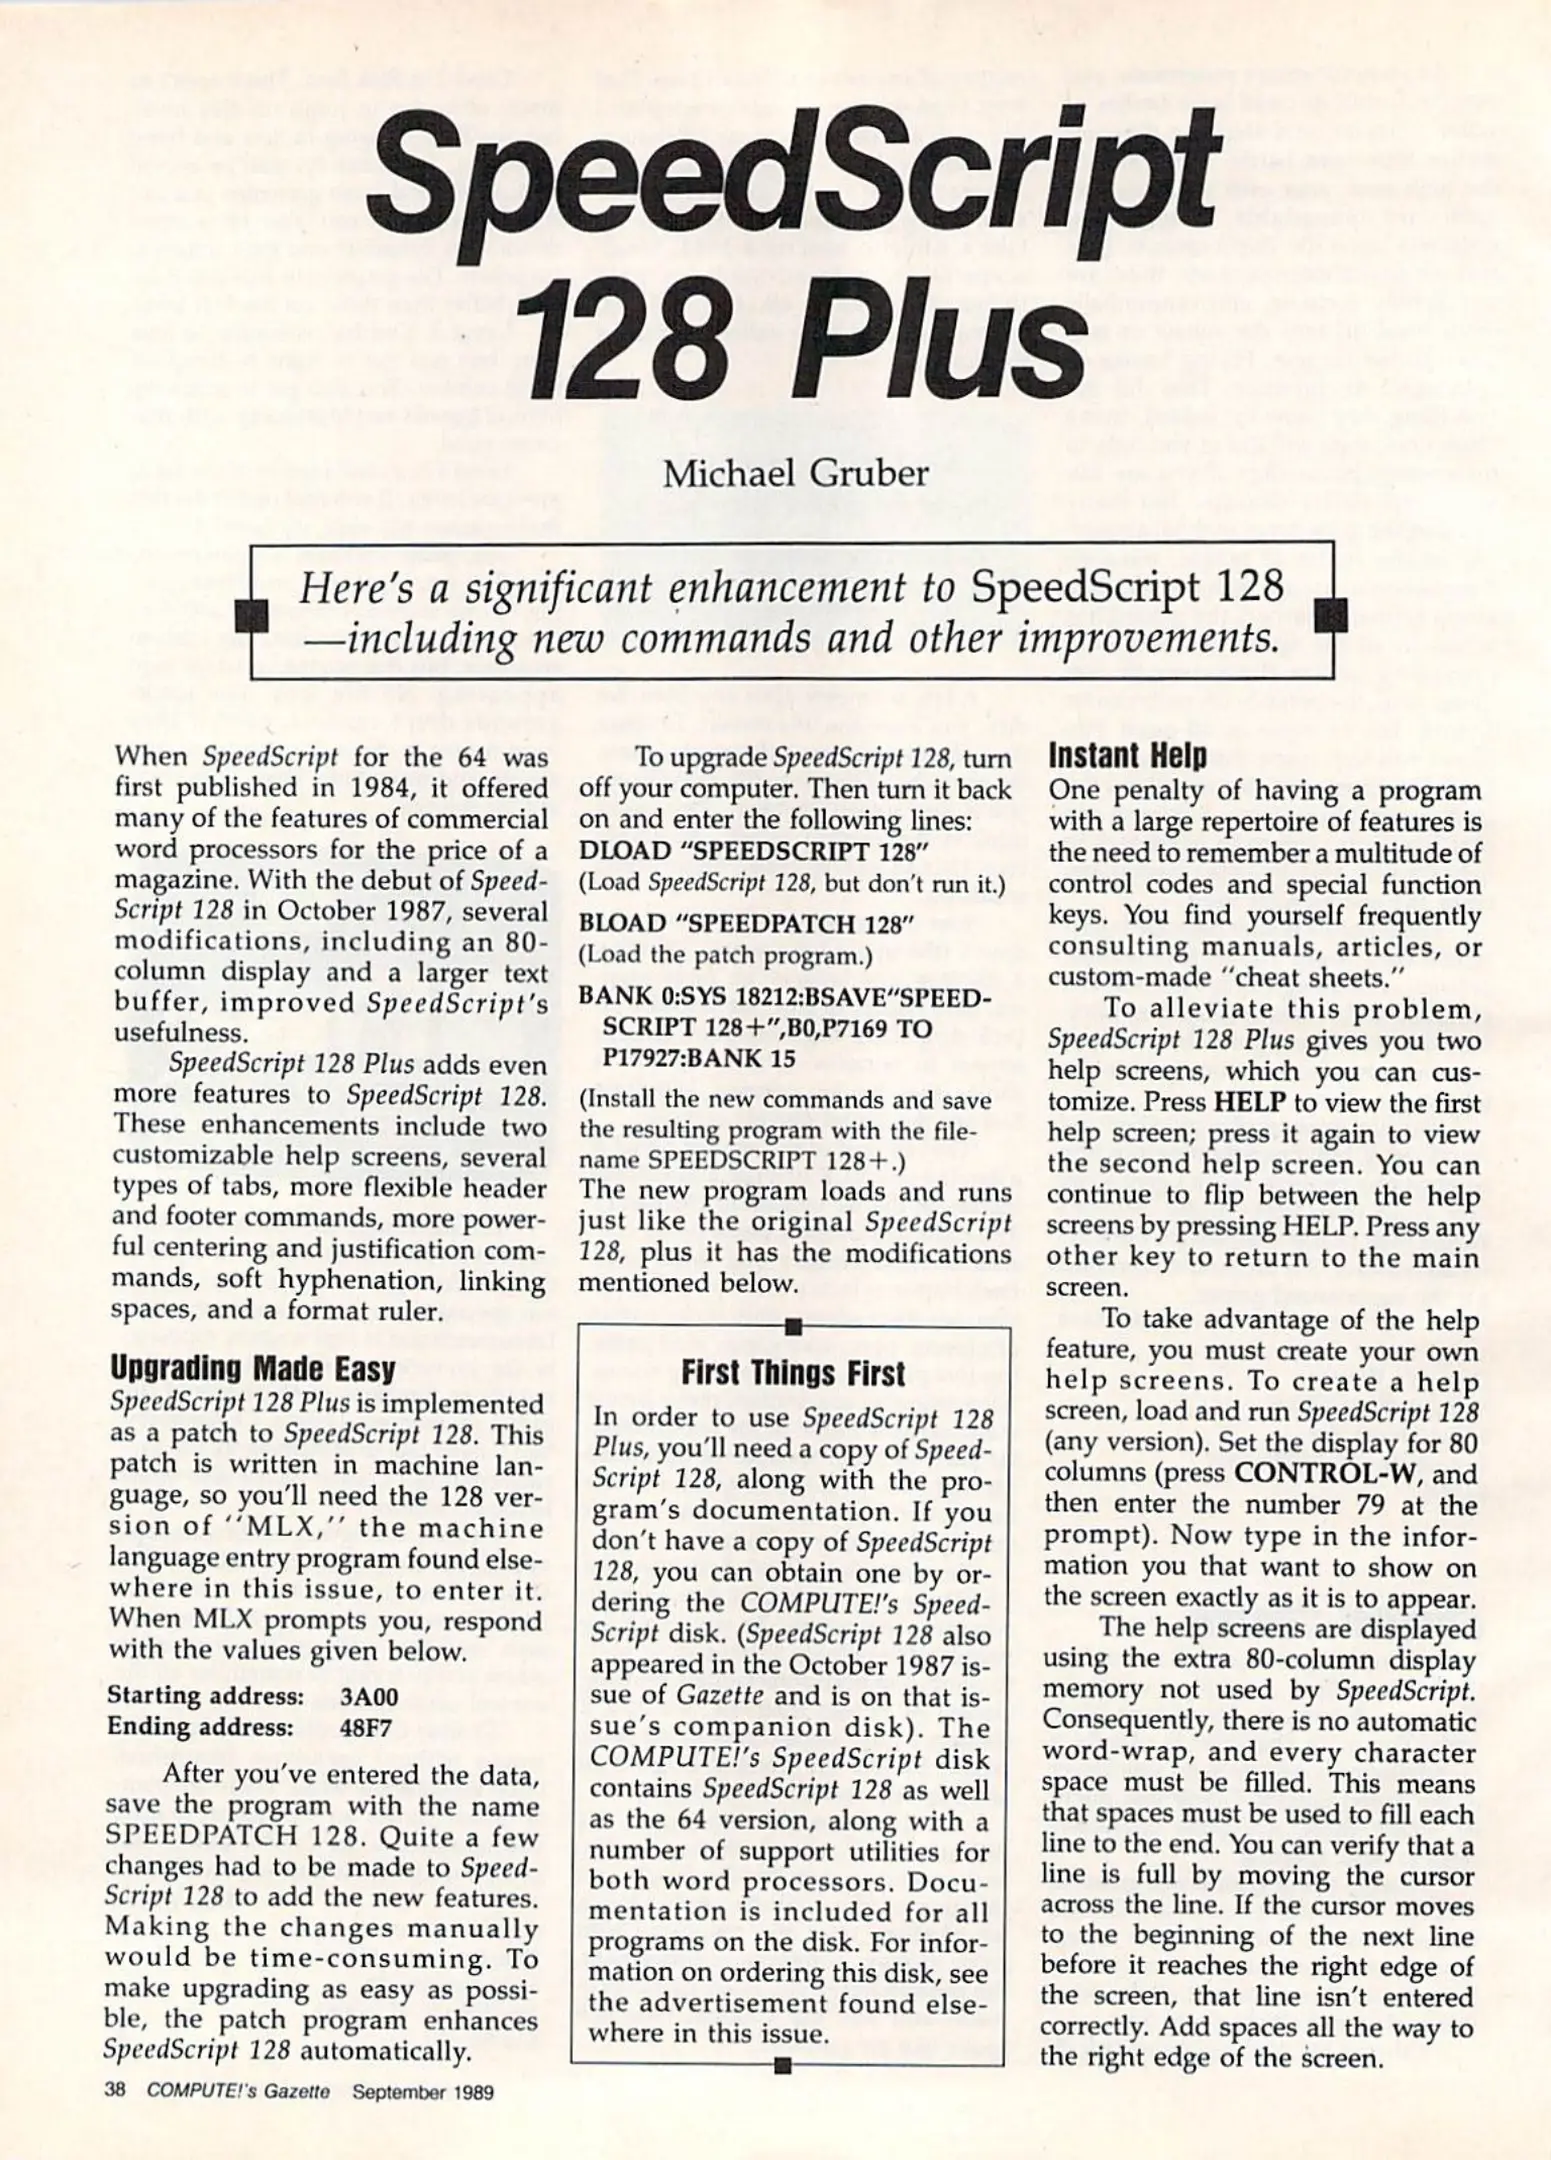 SpeedScript
128 Plus
Michael Gruber
Here's a significant enhancement to SpeedScript 128
—including new commands and other improvements.
When SpeedScript for the 64 was
first published in 1984, it offered
many of the features of commercial
word processors for the price of a
magazine. With the debut of Speed-
Script 128 in October 1987, several
modifications, including an 80-
column display and a larger text
buffer, improved SpeedScript's
usefulness.
SpeedScript 128 Plus adds even
more features to SpeedScript 128.
These enhancements include two
customizable help screens, several
types of tabs, more flexible header
and footer commands, more power-
ful centering and justification com-
mands, soft hyphenation, linking
spaces, and a format ruler.
Upgrading Made Easy
SpeedScript 128 Plus is implemented
as a patch to SpeedScript 128. This
patch is written in machine lan-
guage, so you'll need the 128 ver-
sion of "MLX," the machine
language entry program found else-
where in this issue, to enter it.
When MLX prompts you, respond
with the values given below.
Starting address: 3A00
Ending address: 48F7
After you've entered the data,
save the program with the name
SPEEDPATCH 128. Quite a few
changes had to be made to Speed-
Script 128 to add the new features.
Making the changes manually
would be time-consuming. To
make upgrading as easy as possi-
ble, the patch program enhances
SpeedScript 128 automatically.
To upgrade SpeedScript 128, turn
off your computer. Then turn it back
on and enter the following lines:
DLOAD "SPEEDSCRIPT 128"
(Load SpeedScript 128, but don't run it.)
BLOAD "SPEEDPATCH 128"
(Load the patch program.)
BANK 0:SYS 18212:BSAVE"SPEED-
SCRIPT 128+",B0,P7169 TO
P17927:BANK 15
(Install the new commands and save
the resulting program with the file-
name SPEEDSCRIPT 128+.)
The new program loads and runs
just like the original SpeedScript
128, plus it has the modifications
mentioned below.
First Things First
In order to use SpeedScript 128
Plus, you'll need a copy of Speed-
Script 128, along with the pro-
gram's documentation. If you
don't have a copy of SpeedScript
128, you can obtain one by or-
dering the COMPUTE!'s Speed-
Script disk. (SpeedScript 128 also
appeared in the October 1987 is-
sue of Gazette and is on that is-
sue's companion disk). The
COMPUTE!'s SpeedScript disk
contains SpeedScript 128 as well
as the 64 version, along with a
number of support utilities for
both word processors. Docu-
mentation is included for all
programs on the disk. For infor-
mation on ordering this disk, see
the advertisement found else-
where in this issue.
Instant Help
One penalty of having a program
with a large repertoire of features is
the need to remember a multitude of
control codes and special function
keys. You find yourself frequently
consulting manuals, articles, or
custom-made "cheat sheets."
To alleviate this problem,
SpeedScript 128 Plus gives you two
help screens, which you can cus-
tomize. Press HELP to view the first
help screen; press it again to view
the second help screen. You can
continue to flip between the help
screens by pressing HELP. Press any
other key to return to the main
screen.
To take advantage of the help
feature, you must create your own
help screens. To create a help
screen, load and run SpeedScript 128
(any version). Set the display for 80
columns (press CONTROL-W, and
then enter the number 79 at the
prompt). Now type in the infor-
mation you that want to show on
the screen exactly as it is to appear.
The help screens are displayed
using the extra 80-column display
memory not used by SpeedScript.
Consequently, there is no automatic
word-wrap, and every character
space must be filled. This means
that spaces must be used to fill each
line to the end. You can verify that a
line is full by moving the cursor
across the line. If the cursor moves
to the beginning of the next line
before it reaches the right edge of
the screen, that line isn't entered
correctly. Add spaces all the way to
the right edge of the screen.
38 COMPUTE!'s Gazette September 1989